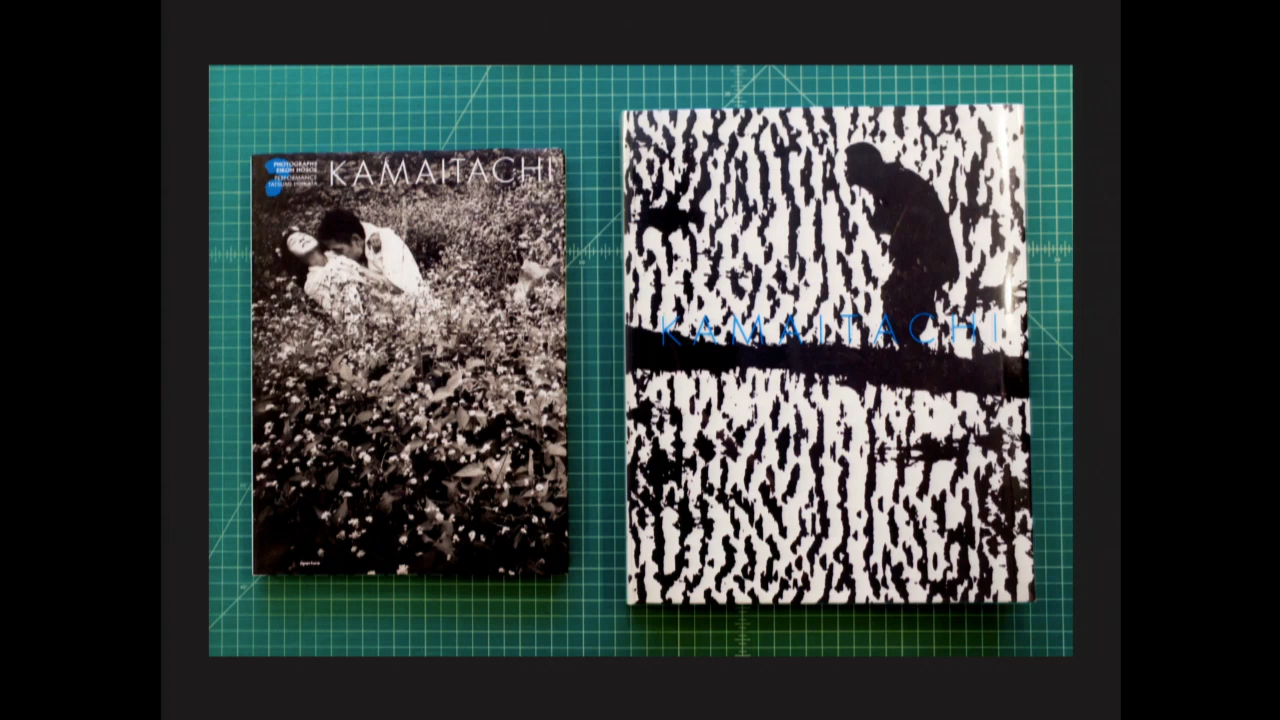 PHOTOGRAPHS
EIKOH HOSOE
PERFORMANCE
TATSUMI HIJIKATA
KAMAITACHI
aperture
KAMAITACHI